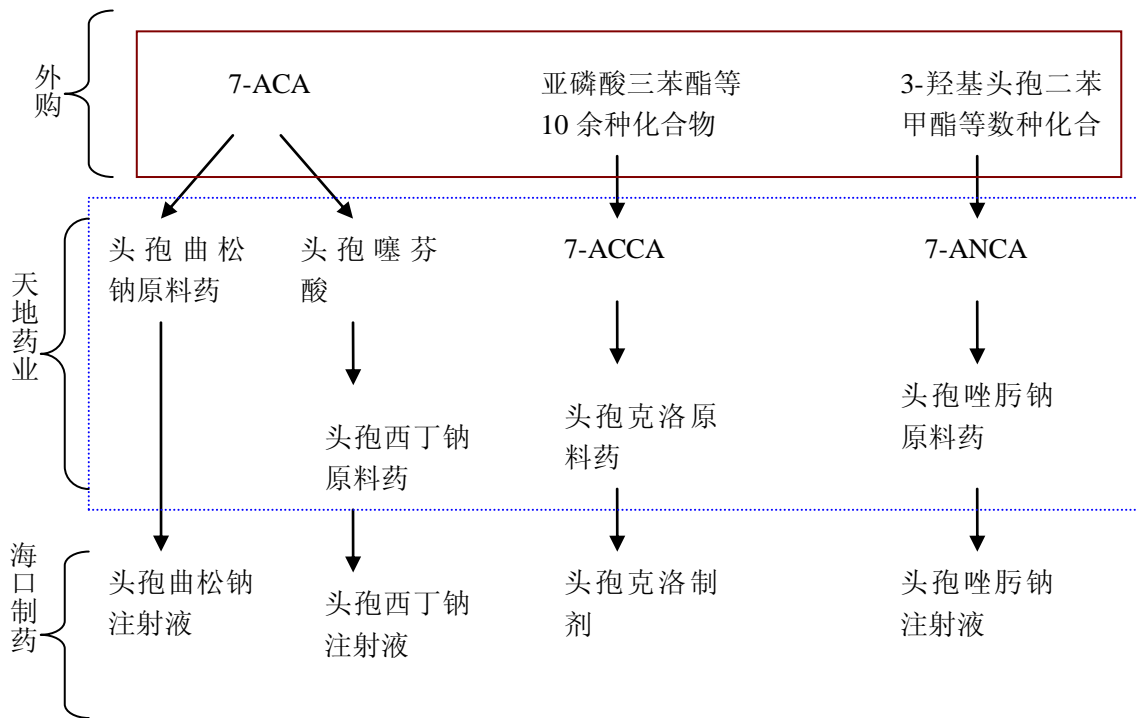 外购
7-ACA
亚磷酸三苯酯等
10 余种化合物
3-羟基头孢二苯
甲酯等数种化合
天地药业
头孢曲松
钠原料药
头孢噻芬
酸
7-ACCA
7-ANCA
头孢西丁钠
原料药
头孢克洛原
料药
头孢唑肟钠
原料药
海口制药
头孢曲松钠
注射液
头孢西丁钠
注射液
头孢克洛制
剂
头孢唑肟钠
注射液